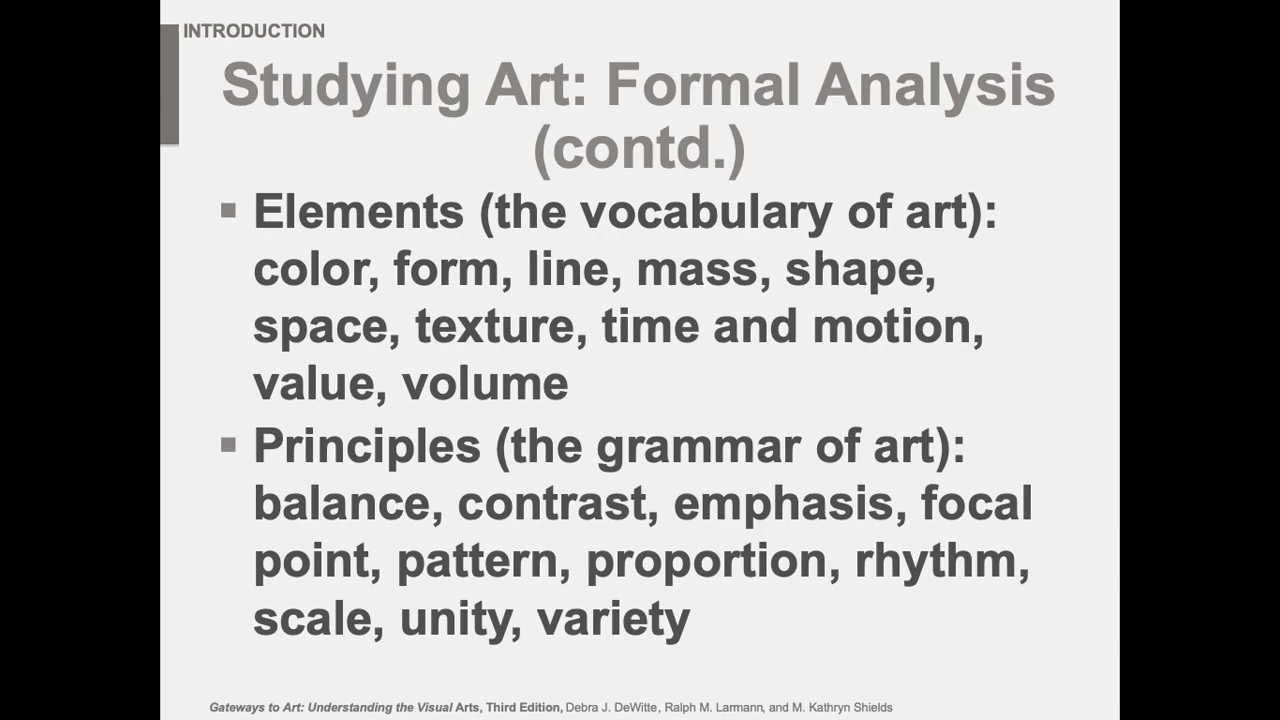 INTRODUCTION
Studying Art: Formal Analysis
(contd.)
▪ Elements (the vocabulary of art):
color, form, line, mass, shape,
space, texture, time and motion,
value, volume
▪ Principles (the grammar of art):
balance, contrast, emphasis, focal
point, pattern, proportion, rhythm,
scale, unity, variety
Gateways to Art: Understanding the Visual Arts, Third Edition, Debra J. DeWitte, Ralph M. Larmann, and M. Kathryn Shields